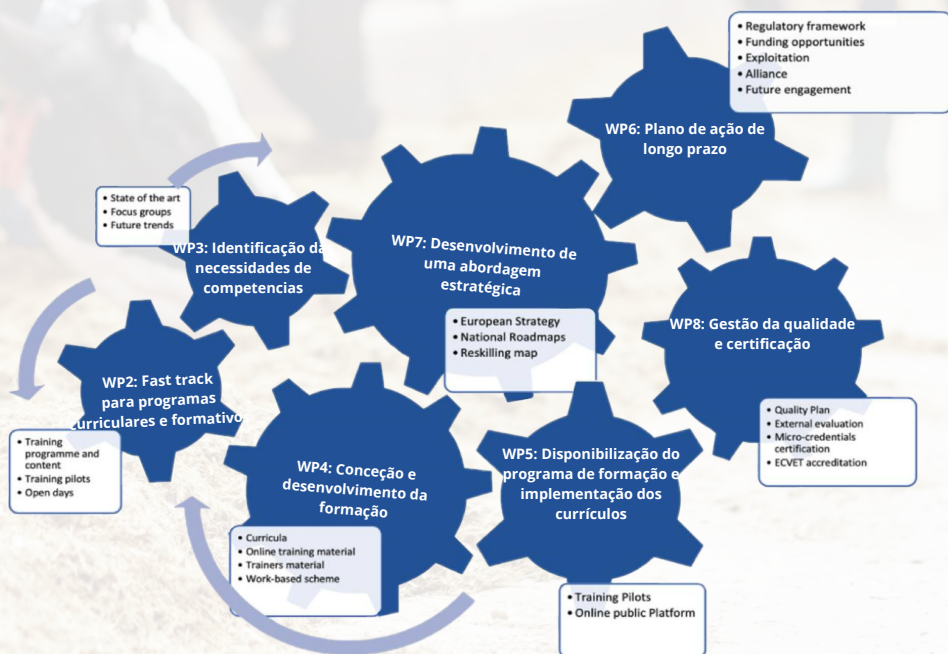 • Regulatory framework
• Funding opportunities
• Exploitation
• Alliance
• Future engagement
WP6: Plano de ação de
longo prazo
• State of the art
• Focus groups
• Future trends
WP3: Identificação da
necessidades de
competencias
WP7: Desenvolvimento de
uma abordagem
estratégica
• European Strategy
• National Roadmaps
• Reskilling map
WP8: Gestão da qualidade
e certificação
• Quality Plan
• External evaluation
• Micro-credentials
certification
• ECVET accreditation
WP2: Fast track
para programas
curriculares e formativo
• Training
programme and
content
• Training pilots
• Open days
WP4: Conceção e
desenvolvimento da
formação
• Curricula
• Online training material
• Trainers material
• Work-based scheme
WP5: Disponibilização do
programa de formação e
implementação dos
currículos
• Training Pilots
• Online public Platform